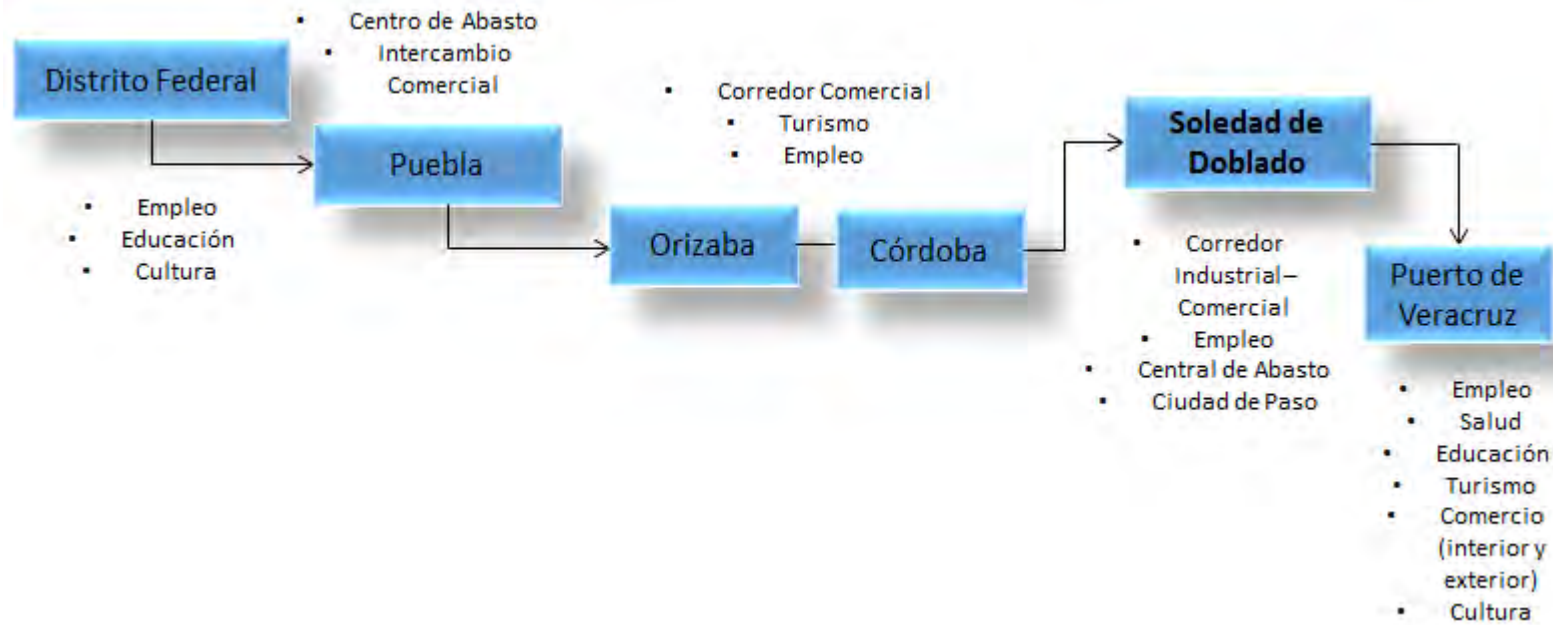 Distrito Federal
• Empleo
• Educación
• Cultura
• Centro de Abasto
• Intercambio
Comercial
Puebla
• Corredor Comercial
• Turismo
• Empleo
Orizaba
Córdoba
Soledad de
Doblado
• Corredor
Industrial–
Comercial
• Empleo
• Central de Abasto
• Ciudad de Paso
Puerto de
Veracruz
• Empleo
• Salud
• Educación
• Turismo
• Comercio
(interior y
exterior)
• Cultura